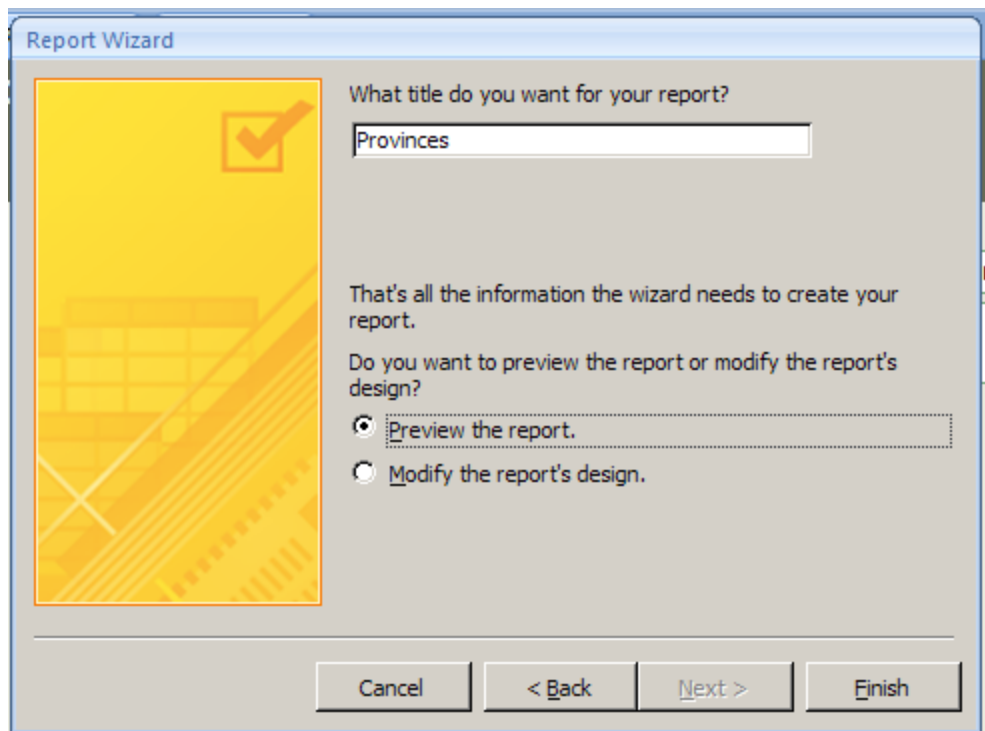 Report Wizard
What title do you want for your report?
Provinces
That's all the information the wizard needs to create your
report.
Do you want to preview the report or modify the report's
design?
Preview the report.
Modify the report's design.
Cancel
< Back
Next >
Finish